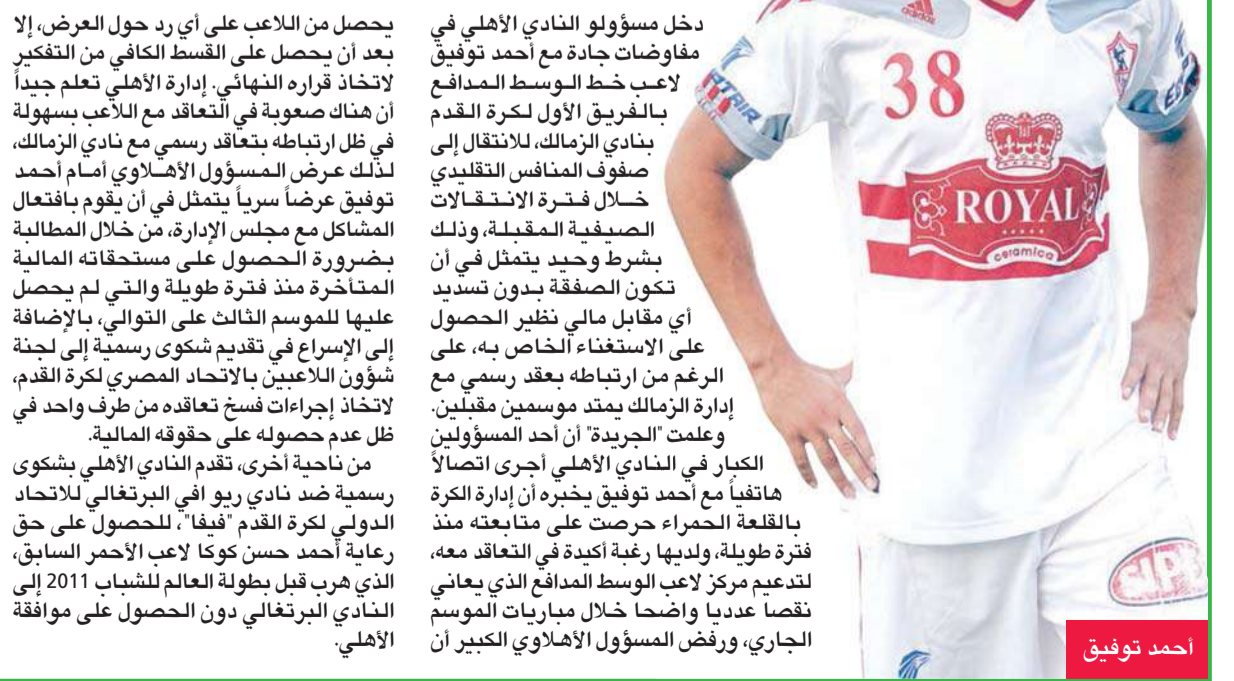 دخل مسؤولو النادي الأهلي في
مفاوضات جادة مع أحمد توفيق
لاعب خط الوسط المدافع
بالفريق الأول لكرة القدم
بنادي الزمالك، للانتقال إلى
صفوف المنافس التقليدي
خلال فترة الانتقالات
الصيفية المقبلة، وذلك
بشرط وحيد يتمثل في أن
تكون الصفقة بدون تسديد
أي مقابل مالي نظير الحصول
على الاستغناء الخاص به، على
الرغم من ارتباطه بعقد رسمي مع
إدارة الزمالك يمتد موسمين مقبلين.
وعلمت "الجريدة" أن أحد المسؤولين
الكبار في النادي الأهلي أجرى اتصالاً
هاتفياً مع أحمد توفيق يخبره أن إدارة الكرة
بالقلعة الحمراء حرصت على متابعته منذ
فترة طويلة، ولديها رغبة أكيدة في التعاقد معه،
لتدعيم مركز لاعب الوسط المدافع الذي يعاني
نقصا عدديا واضحا خلال مباريات الموسم
الجاري، ورفض المسؤول الأهلاوي الكبير أن
يحصل من اللاعب على أي رد حول العرض، إلا
بعد أن يحصل على القسط الكافي من التفكير
لاتخاذ قراره النهائي. إدارة الأهلي تعلم جيداً
أن هناك صعوبة في التعاقد مع اللاعب بسهولة
في ظل ارتباطه بتعاقد رسمي مع نادي الزمالك،
لذلك عرض المسؤول الأهلاوي أمام أحمد
توفيق عرضاً سرياً يتمثل في أن يقوم بافتعال
المشاكل مع مجلس الإدارة، من خلال المطالبة
بضرورة الحصول على مستحقاته المالية
المتأخرة منذ فترة طويلة والتي لم يحصل
عليها للموسم الثالث على التوالي، بالإضافة
إلى الإسراع في تقديم شكوى رسمية إلى لجنة
شؤون اللاعبين بالاتحاد المصري لكرة القدم،
لاتخاذ إجراءات فسخ تعاقده من طرف واحد في
ظل عدم حصوله على حقوقه المالية.
من ناحية أخرى، تقدم النادي الأهلي بشكوى
رسمية ضد نادي ريو افي البرتغالي للاتحاد
الدولي لكرة القدم "فيفا"، للحصول على حق
رعاية أحمد حسن كوكا لاعب الأحمر السابق،
الذي هرب قبل بطولة العالم للشباب 2011 إلى
النادي البرتغالي دون الحصول على موافقة
الأهلي.
adidas
38
ROYAL
ceramica
أحمد توفيق